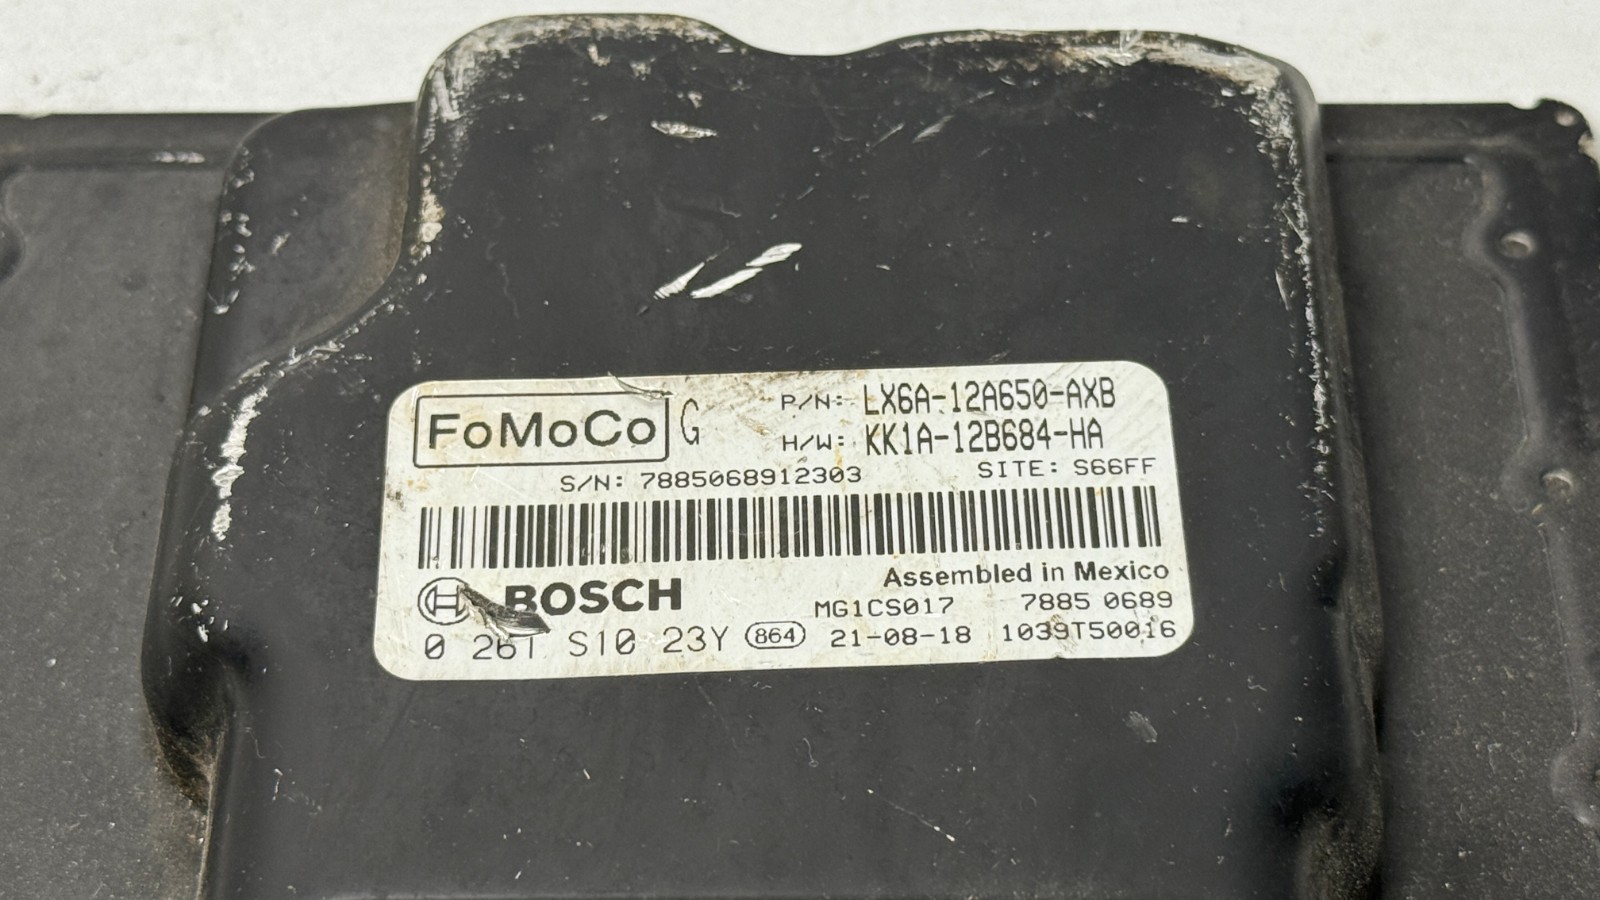 FoMoCo G P/N: LX6A-12A650-AXB
H/W: KK1A-12B684-HA
S/N: 7885068912303 SITE: S66FF
Assembled in Mexico
BOSCH MG1CS017 7885 0689
0 261 S10 23Y 864 21-08-18 1039T50016